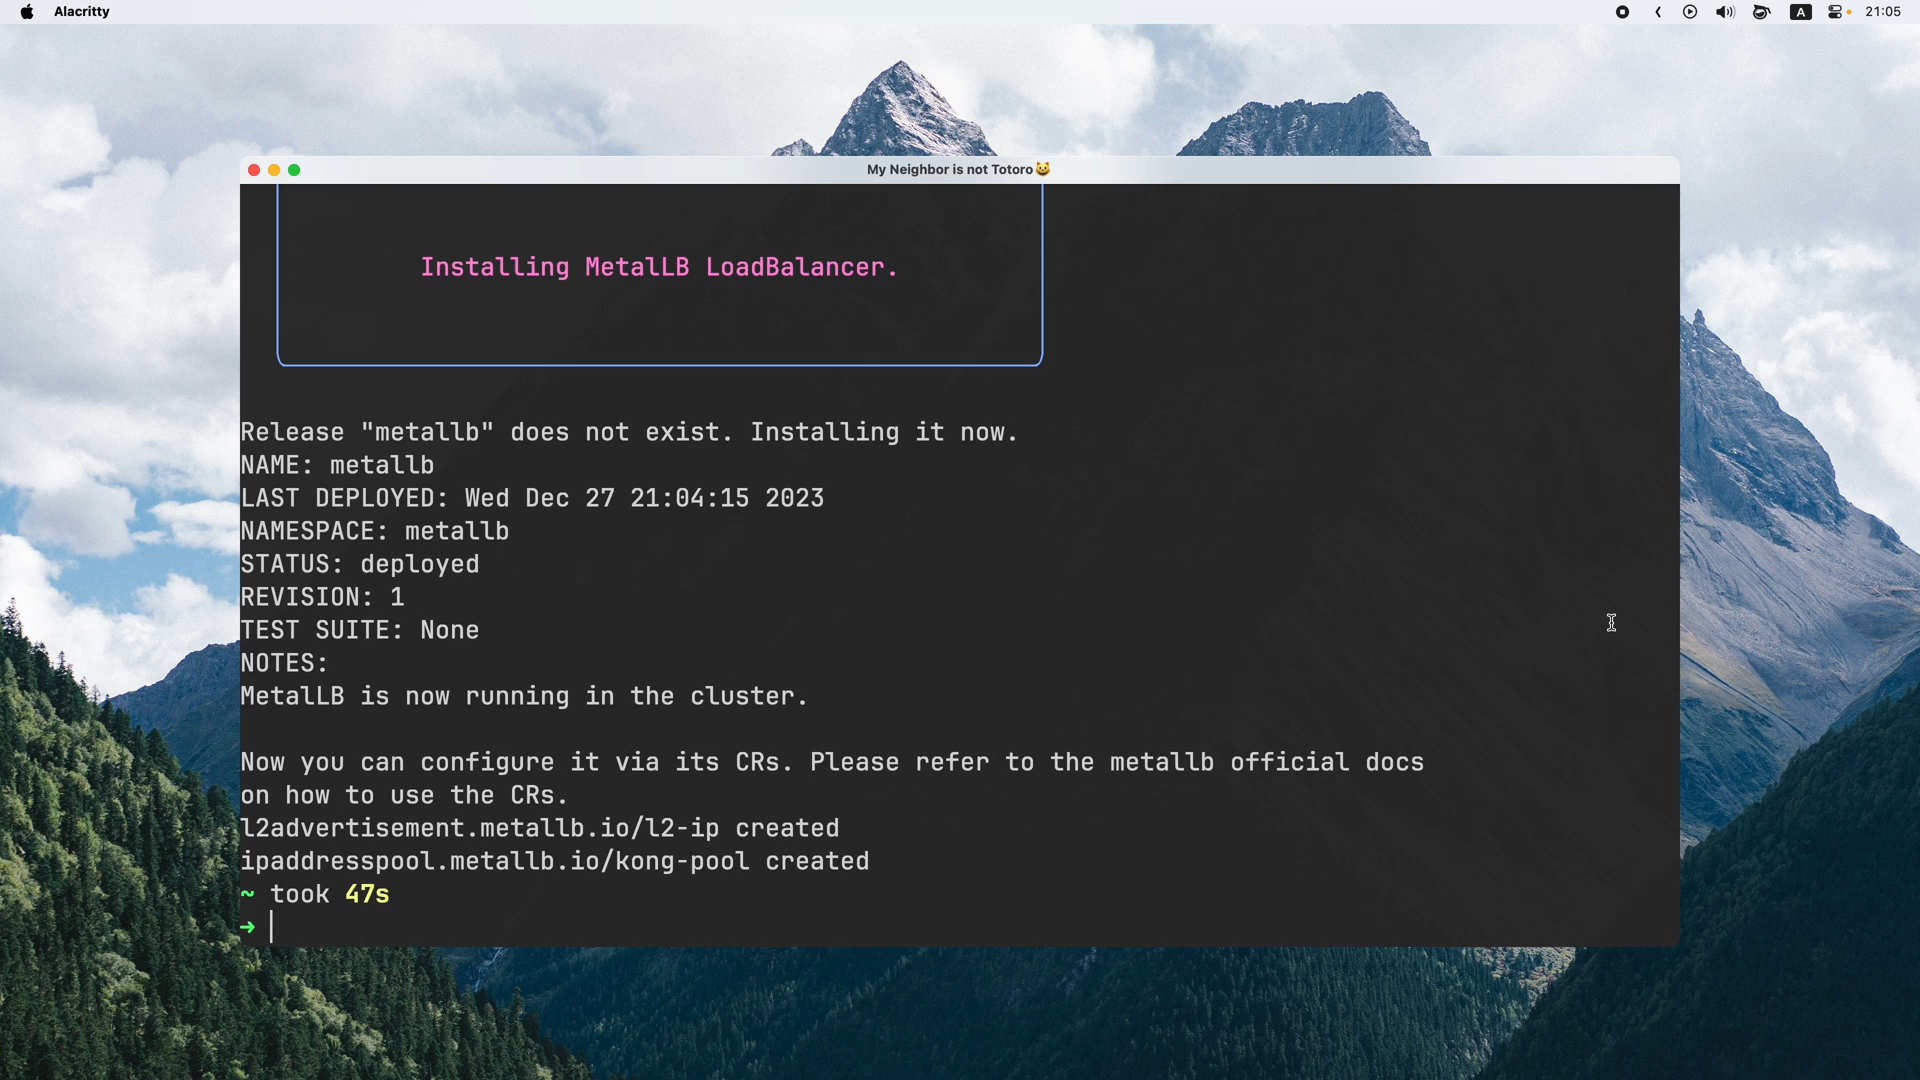 Alacritty
A
21:05
My Neighbor is not Totoro😺
Installing MetalLB LoadBalancer.
Release "metallb" does not exist. Installing it now.
NAME: metallb
LAST DEPLOYED: Wed Dec 27 21:04:15 2023
NAMESPACE: metallb
STATUS: deployed
REVISION: 1
TEST SUITE: None
NOTES:
MetalLB is now running in the cluster.
Now you can configure it via its CRs. Please refer to the metallb official docs
on how to use the CRs.
l2advertisement.metallb.io/l2-ip created
ipaddresspool.metallb.io/kong-pool created
~ took 47s
➜